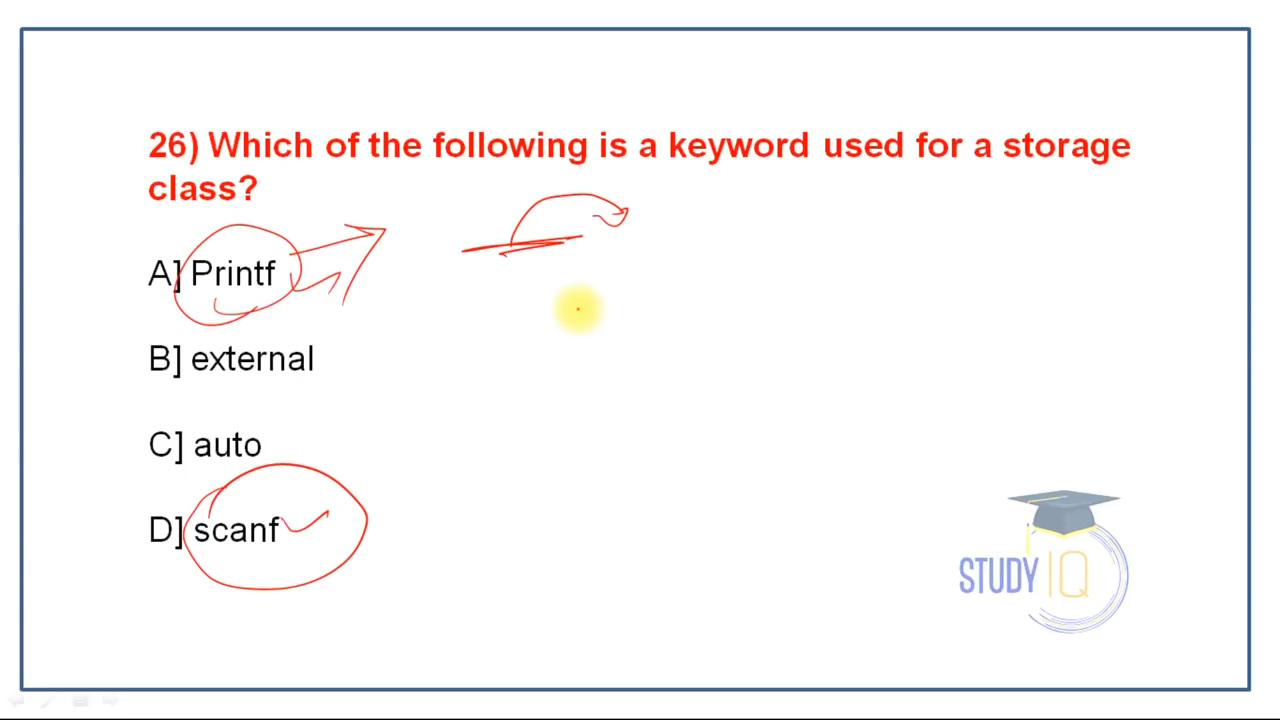 26) Which of the following is a keyword used for a storage
class?
A] Printf
B] external
C] auto
D] scanf
STUDY IQ